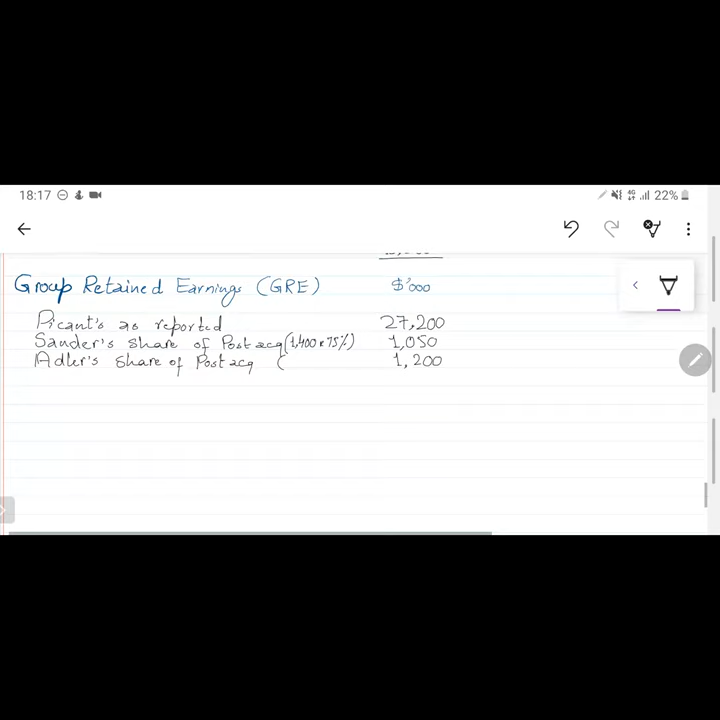 18:17 4G 22%
Group Retained Earnings (GRE) $'000
Picant's as reported 27,200
Sander's share of Post acq (1,400 x 75%) 1,050
Adler's share of Post acq ( 1,200